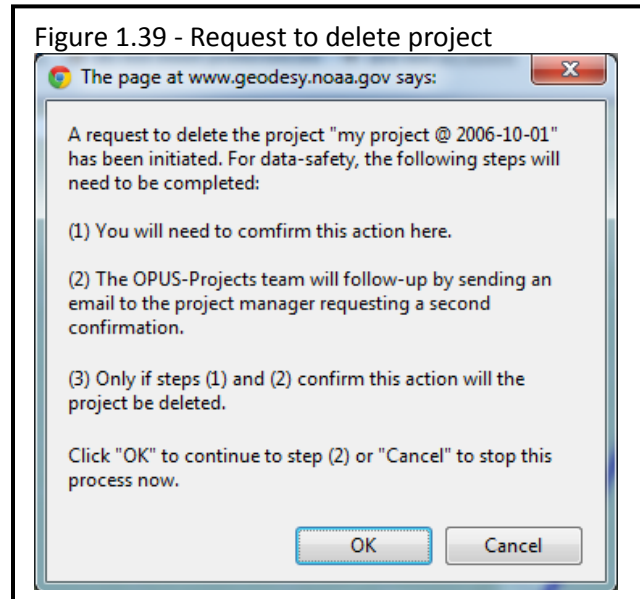 Figure 1.39 - Request to delete project
The page at www.geodesy.noaa.gov says:
A request to delete the project "my project @ 2006-10-01"
has been initiated. For data-safety, the following steps will
need to be completed:
(1) You will need to comfirm this action here.
(2) The OPUS-Projects team will follow-up by sending an
email to the project manager requesting a second
confirmation.
(3) Only if steps (1) and (2) confirm this action will the
project be deleted.
Click "OK" to continue to step (2) or "Cancel" to stop this
process now.
OK Cancel